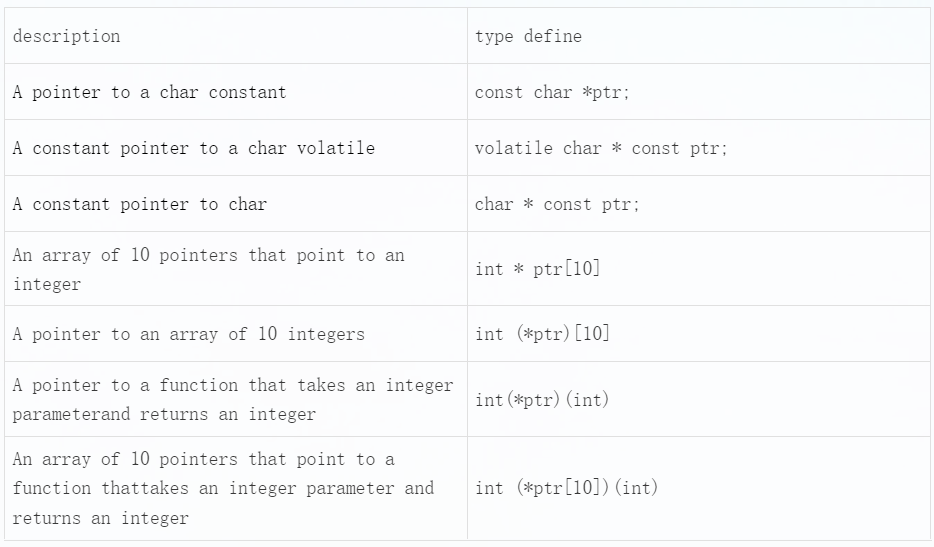 description
type define
A pointer to a char constant
const char *ptr;
A constant pointer to a char volatile
volatile char * const ptr;
A constant pointer to char
char * const ptr;
An array of 10 pointers that point to an
integer
int * ptr[10]
A pointer to an array of 10 integers
int (*ptr)[10]
A pointer to a function that takes an integer
parameterand returns an integer
int(*ptr)(int)
An array of 10 pointers that point to a
function thattakes an integer parameter and
returns an integer
int (*ptr[10])(int)